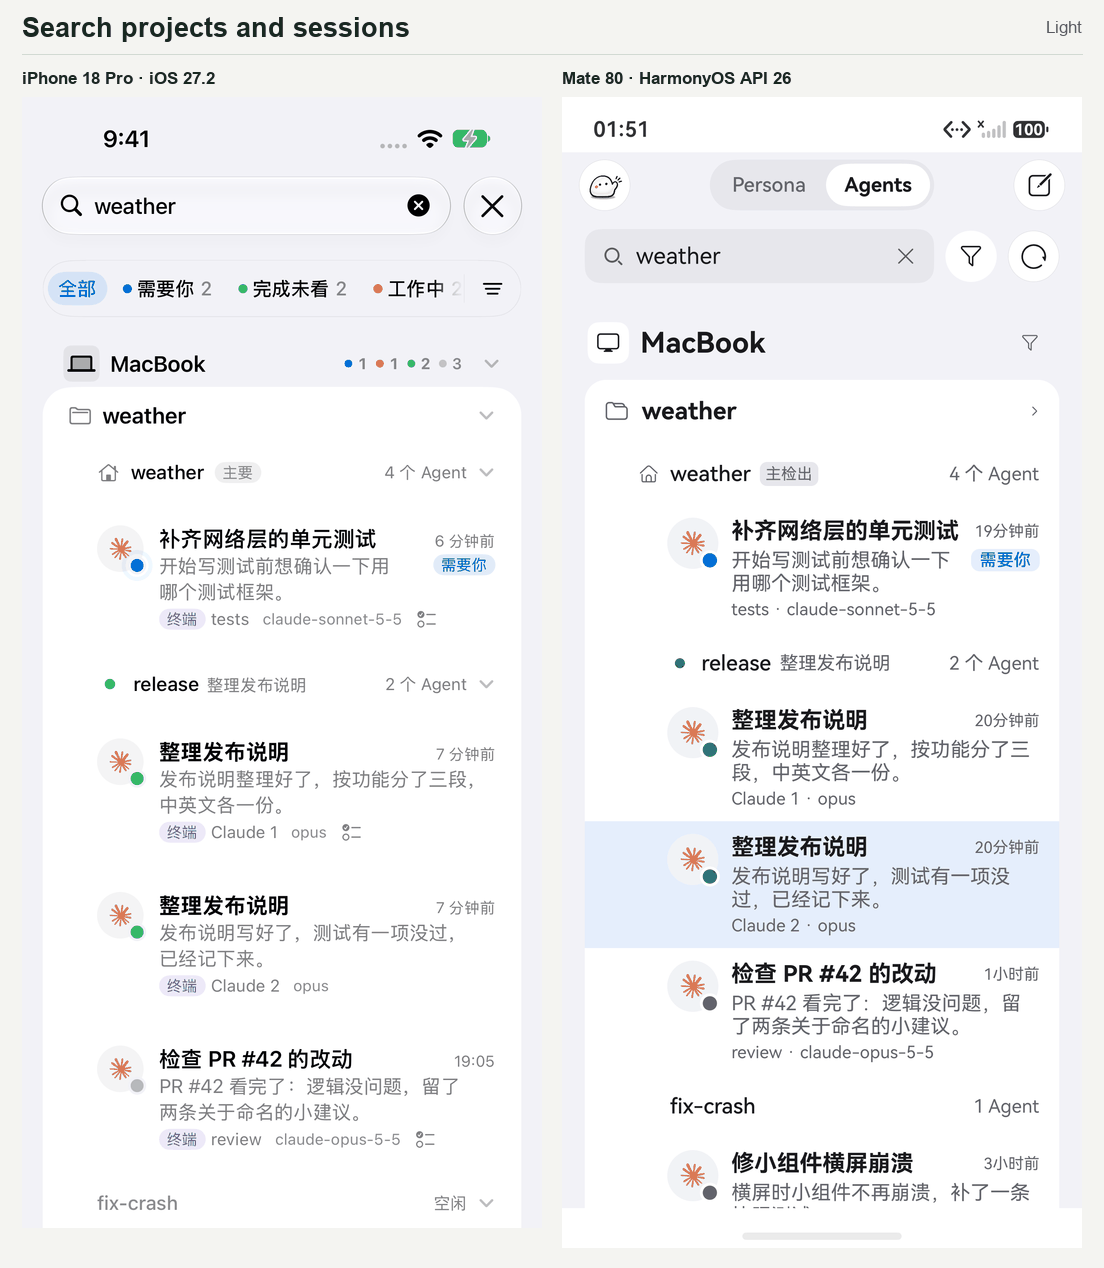 Search projects and sessions
Light
iPhone 18 Pro · iOS 27.2
9:41
weather
全部
需要你 2
完成未看 2
工作中 2
MacBook
1 1 2 3
weather
weather 主要 4 个 Agent
补齐网络层的单元测试 6 分钟前
开始写测试前想确认一下用 需要你
哪个测试框架。
终端 tests claude-sonnet-5-5
release 整理发布说明 2 个 Agent
整理发布说明 7 分钟前
发布说明整理好了，按功能分了三段，
中英文各一份。
终端 Claude 1 opus
整理发布说明 7 分钟前
发布说明写好了，测试有一项没过，
已经记下来。
终端 Claude 2 opus
检查 PR #42 的改动 19:05
PR #42 看完了：逻辑没问题，留了
两条关于命名的小建议。
终端 review claude-opus-5-5
fix-crash 空闲
Mate 80 · HarmonyOS API 26
01:51
100
Persona Agents
weather
MacBook
weather
weather 主检出 4 个 Agent
补齐网络层的单元测试 19分钟前
开始写测试前想确认一下 需要你
用哪个测试框架。
tests · claude-sonnet-5-5
release 整理发布说明 2 个 Agent
整理发布说明 20分钟前
发布说明整理好了，按功能分了三
段，中英文各一份。
Claude 1 · opus
整理发布说明 20分钟前
发布说明写好了，测试有一项没
过，已经记下来。
Claude 2 · opus
检查 PR #42 的改动 1小时前
PR #42 看完了：逻辑没问题，留
了两条关于命名的小建议。
review · claude-opus-5-5
fix-crash 1 Agent
修小组件横屏崩溃 3小时前
横屏时小组件不再崩溃，补了一条